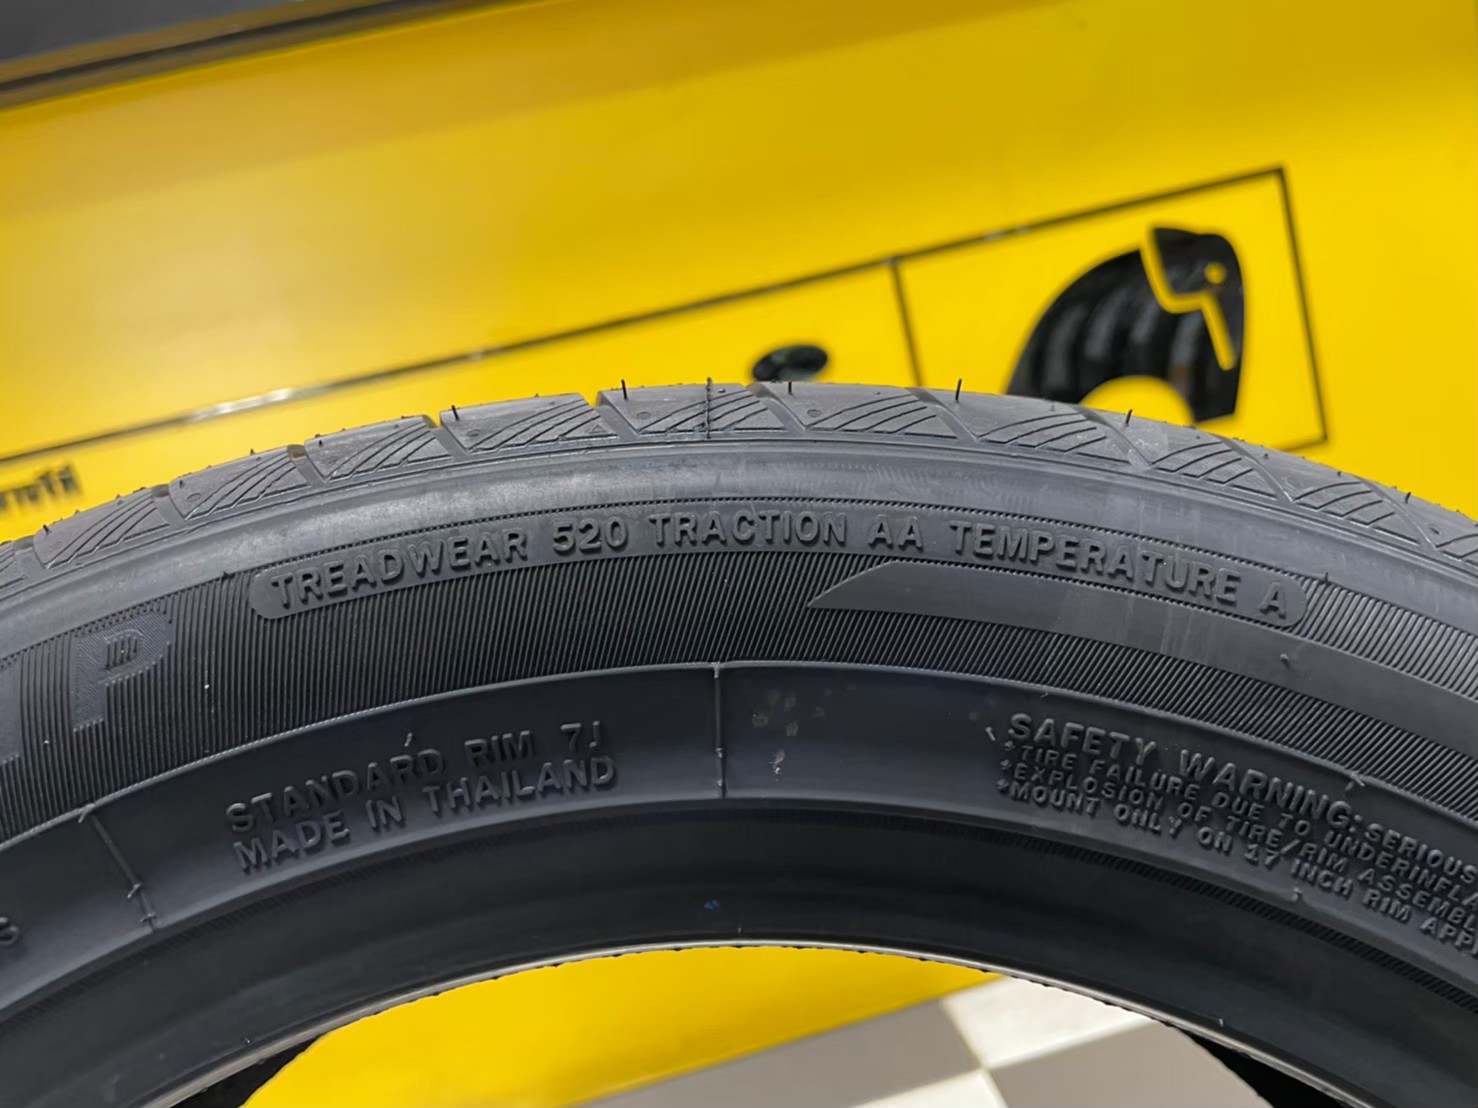 TREADWEAR 520 TRACTION AA TEMPERATURE A
P
STANDARD RIM 7J
MADE IN THAILAND
SAFETY WARNING: SERIOUS
*TIRE FAILURE DUE TO UNDERINFLA
*EXPLOSION OF TIRE/RIM ASSEMBL
*MOUNT ONLY ON 17 INCH RIM APP
S